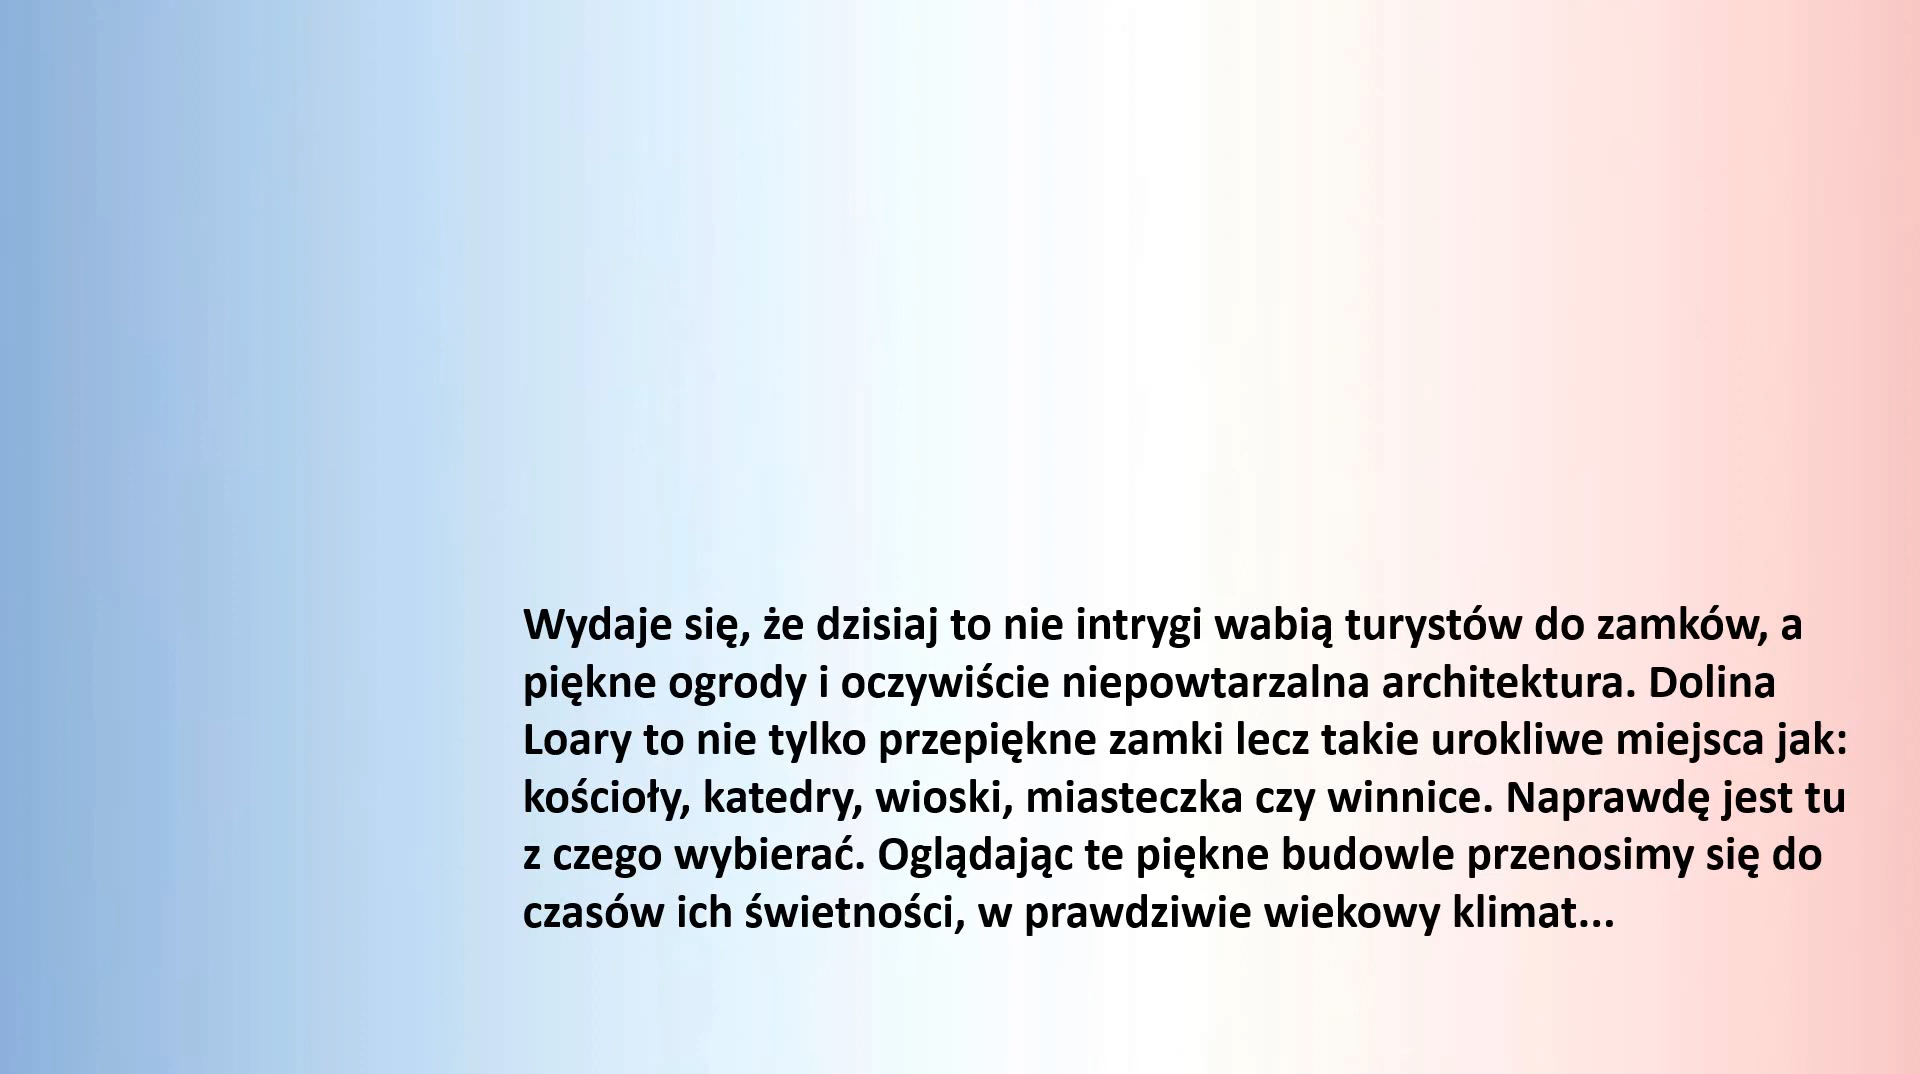 Wydaje się, że dzisiaj to nie intrygi wabią turystów do zamków, a
piękne ogrody i oczywiście niepowtarzalna architektura. Dolina
Loary to nie tylko przepiękne zamki lecz takie urokliwe miejsca jak:
kościoły, katedry, wioski, miasteczka czy winnice. Naprawdę jest tu
z czego wybierać. Oglądając te piękne budowle przenosimy się do
czasów ich świetności, w prawdziwie wiekowy klimat...